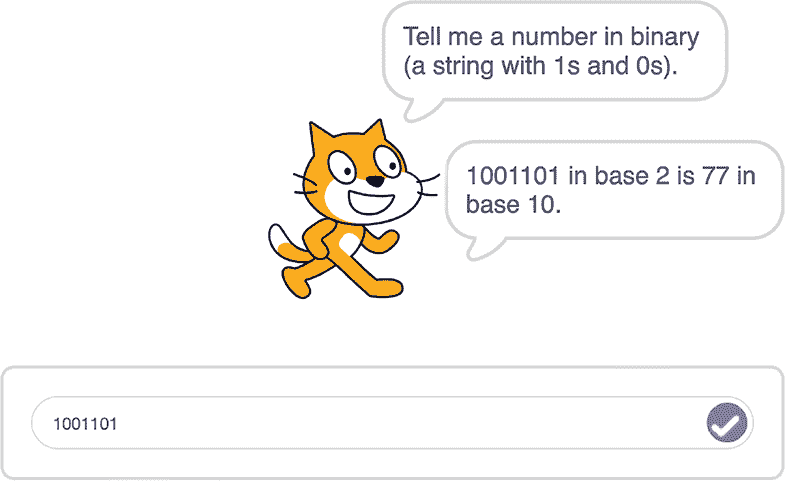 Tell me a number in binary
(a string with 1s and 0s).
1001101 in base 2 is 77 in
base 10.
1001101